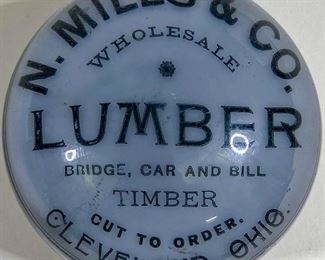 N. MILLS & CO.
WHOLESALE
LUMBER
BRIDGE, CAR AND BILL
TIMBER
CUT TO ORDER.
CLEVELAND, OHIO.